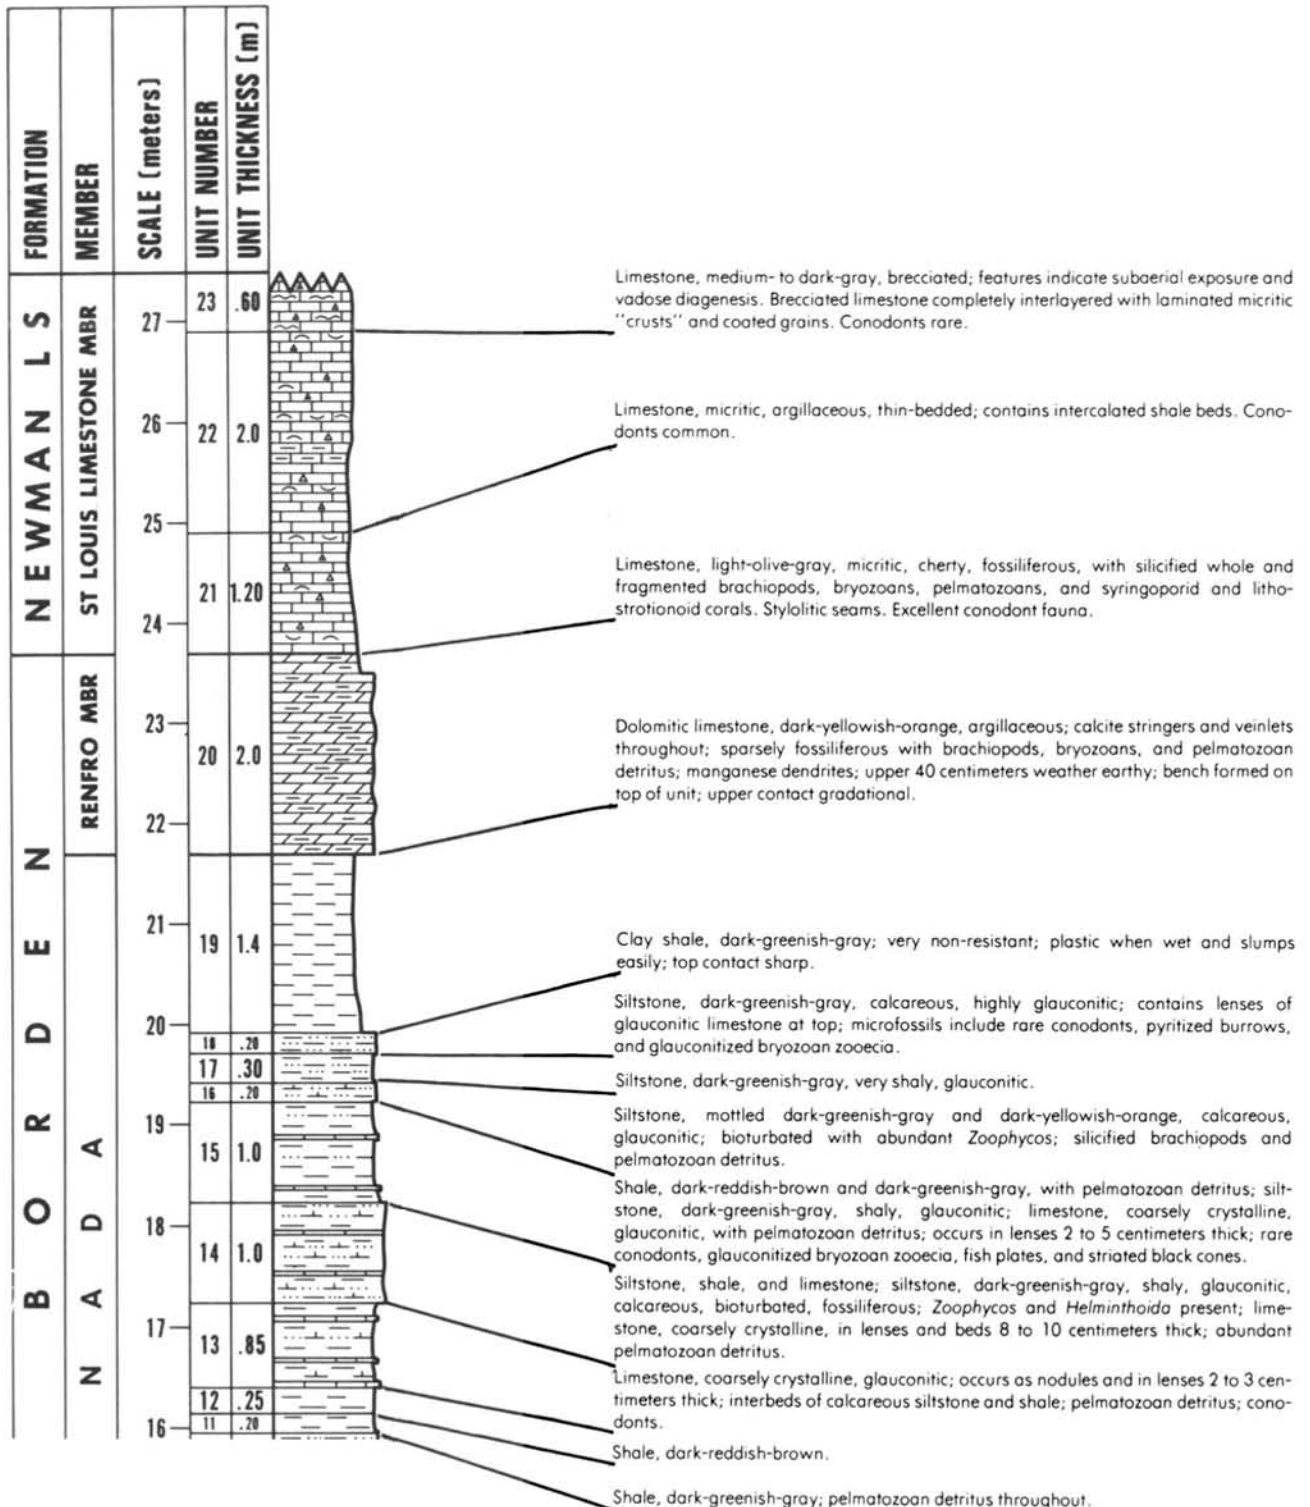 FORMATION
MEMBER
SCALE (meters)
UNIT NUMBER
UNIT THICKNESS (m)
NEWMAN LS
BORDEN
ST LOUIS LIMESTONE MBR
RENFRO MBR
NADA
27
26
25
24
23
22
21
20
19
18
17
16
23 .60
22 2.0
21 1.20
20 2.0
19 1.4
18 .20
17 .30
16 .20
15 1.0
14 1.0
13 .85
12 .25
11 .20
Limestone, medium- to dark-gray, brecciated; features indicate subaerial exposure and
vadose diagenesis. Brecciated limestone completely interlayered with laminated micritic
"crusts" and coated grains. Conodonts rare.
Limestone, micritic, argillaceous, thin-bedded; contains intercalated shale beds. Cono-
donts common.
Limestone, light-olive-gray, micritic, cherty, fossiliferous, with silicified whole and
fragmented brachiopods, bryozoans, pelmatozoans, and syringoporid and litho-
strotionoid corals. Stylolitic seams. Excellent conodont fauna.
Dolomitic limestone, dark-yellowish-orange, argillaceous; calcite stringers and veinlets
throughout; sparsely fossiliferous with brachiopods, bryozoans, and pelmatozoan
detritus; manganese dendrites; upper 40 centimeters weather earthy; bench formed on
top of unit; upper contact gradational.
Clay shale, dark-greenish-gray; very non-resistant; plastic when wet and slumps
easily; top contact sharp.
Siltstone, dark-greenish-gray, calcareous, highly glauconitic; contains lenses of
glauconitic limestone at top; microfossils include rare conodonts, pyritized burrows,
and glauconitized bryozoan zooecia.
Siltstone, dark-greenish-gray, very shaly, glauconitic.
Siltstone, mottled dark-greenish-gray and dark-yellowish-orange, calcareous,
glauconitic; bioturbated with abundant Zoophycos; silicified brachiopods and
pelmatozoan detritus.
Shale, dark-reddish-brown and dark-greenish-gray, with pelmatozoan detritus; silt-
stone, dark-greenish-gray, shaly, glauconitic; limestone, coarsely crystalline,
glauconitic, with pelmatozoan detritus; occurs in lenses 2 to 5 centimeters thick; rare
conodonts, glauconitized bryozoan zooecia, fish plates, and striated black cones.
Siltstone, shale, and limestone; siltstone, dark-greenish-gray, shaly, glauconitic,
calcareous, bioturbated, fossiliferous; Zoophycos and Helminthoida present; lime-
stone, coarsely crystalline, in lenses and beds 8 to 10 centimeters thick; abundant
pelmatozoan detritus.
Limestone, coarsely crystalline, glauconitic; occurs as nodules and in lenses 2 to 3 cen-
timeters thick; interbeds of calcareous siltstone and shale; pelmatozoan detritus; cono-
donts.
Shale, dark-reddish-brown.
Shale, dark-greenish-gray; pelmatozoan detritus throughout.